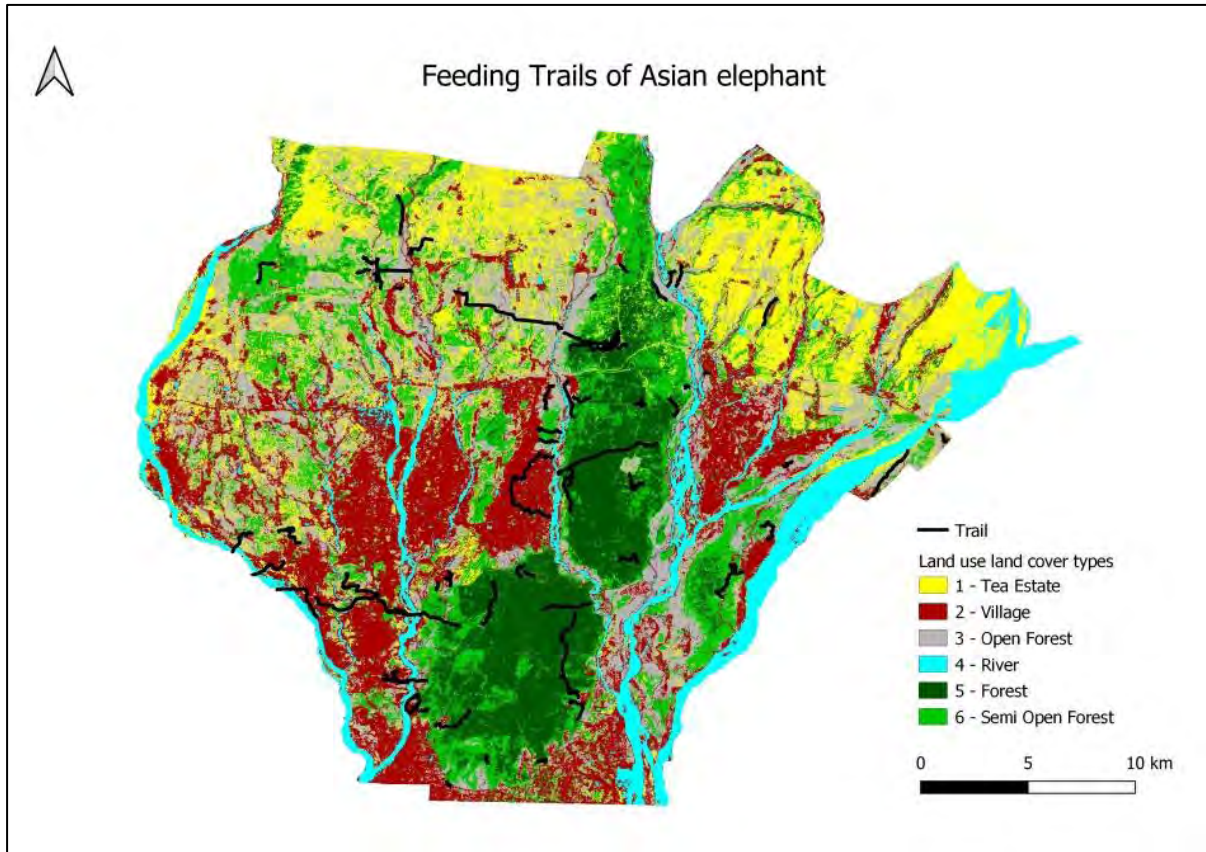 Feeding Trails of Asian elephant
Trail
Land use land cover types
1 - Tea Estate
2 - Village
3 - Open Forest
4 - River
5 - Forest
6 - Semi Open Forest
0 5 10 km